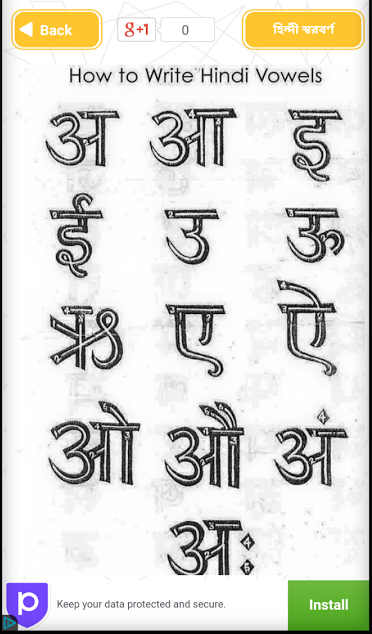 Back
g+1
0
হিন্দী স্বরবর্ণ
How to Write Hindi Vowels
अ आ इ
ई उ ऊ
ऋ ए ऐ
ओ औ अं
अः
Keep your data protected and secure.
Install